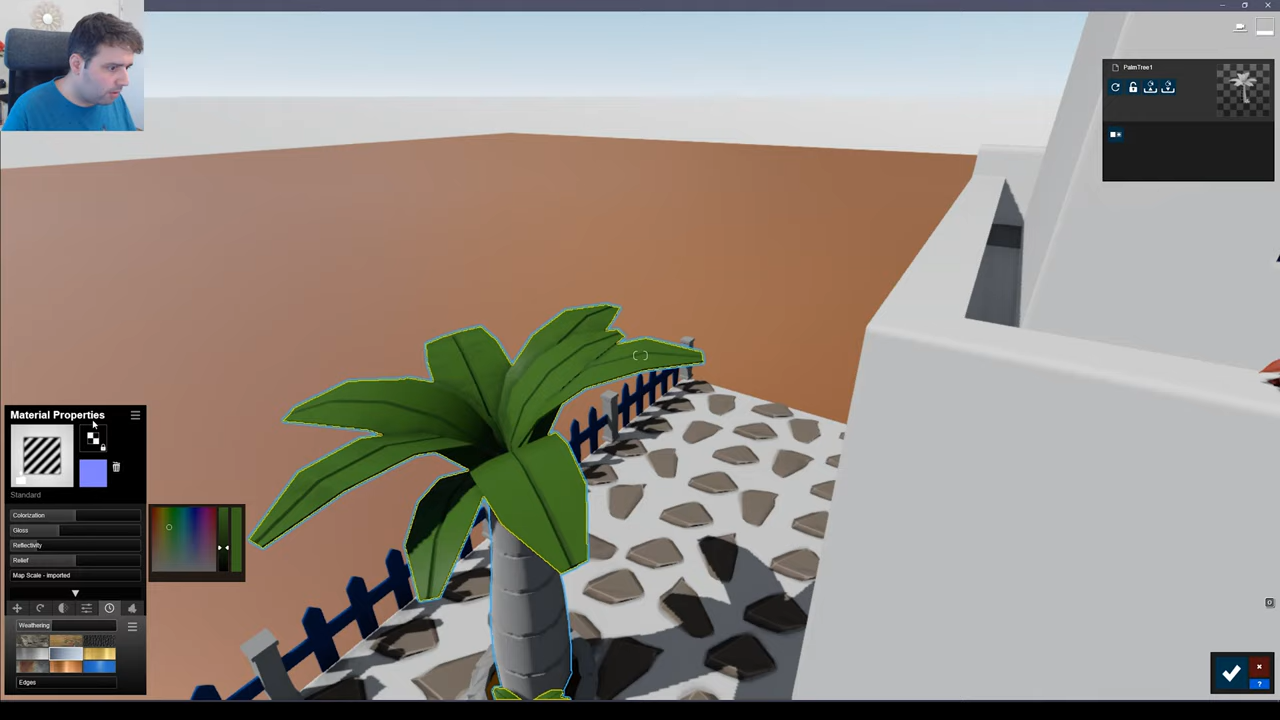 PalmTree1
Material Properties
Standard
Colorization
Gloss
Reflectivity
Relief
Map Scale - imported
Weathering
Edges
?